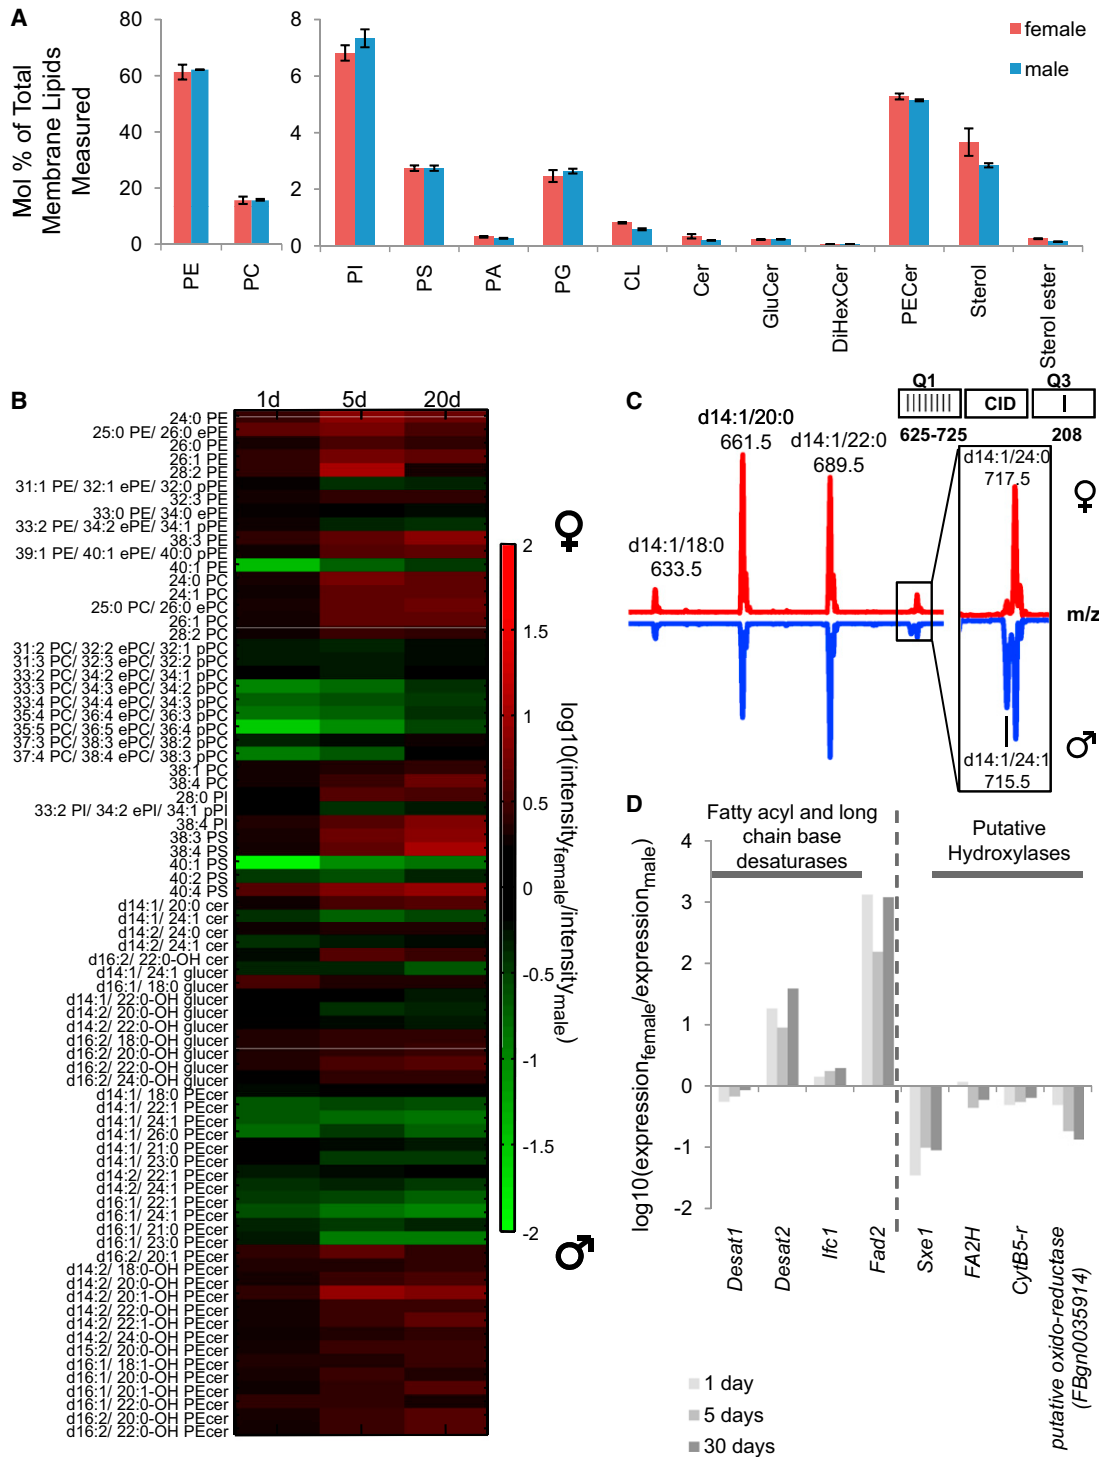 A
Mol % of Total
Membrane Lipids
Measured
80
60
40
20
0
8
6
4
2
0
female
male
PE
PC
PI
PS
PA
PG
CL
Cer
GluCer
DiHexCer
PECer
Sterol
Sterol ester
B
1d
5d
20d
24:0 PE
25:0 PE/ 26:0 ePE
26:0 PE
26:1 PE
28:2 PE
31:1 PE/ 32:1 ePE/ 32:0 pPE
32:3 PE
33:0 PE/ 34:0 ePE
33:2 PE/ 34:2 ePE/ 34:1 pPE
38:3 PE
39:1 PE/ 40:1 ePE/ 40:0 pPE
40:1 PE
24:0 PC
24:1 PC
25:0 PC/ 26:0 ePC
26:1 PC
28:2 PC
31:2 PC/ 32:2 ePC/ 32:1 pPC
31:3 PC/ 32:3 ePC/ 32:2 pPC
33:2 PC/ 34:2 ePC/ 34:1 pPC
33:3 PC/ 34:3 ePC/ 34:2 pPC
33:4 PC/ 34:4 ePC/ 34:3 pPC
35:4 PC/ 36:4 ePC/ 36:3 pPC
35:5 PC/ 36:5 ePC/ 36:4 pPC
37:3 PC/ 38:3 ePC/ 38:2 pPC
37:4 PC/ 38:4 ePC/ 38:3 pPC
38:1 PC
38:4 PC
28:0 PI
33:2 PI/ 34:2 ePI/ 34:1 pPI
38:4 PI
38:3 PS
38:4 PS
40:1 PS
40:2 PS
40:4 PS
d14:1/ 20:0 cer
d14:1/ 24:1 cer
d14:2/ 24:0 cer
d14:2/ 24:1 cer
d16:2/ 22:0-OH cer
d14:1/ 24:1 glucer
d16:1/ 18:0 glucer
d14:1/ 22:0-OH glucer
d14:2/ 20:0-OH glucer
d14:2/ 22:0-OH glucer
d16:2/ 18:0-OH glucer
d16:2/ 20:0-OH glucer
d16:2/ 22:0-OH glucer
d16:2/ 24:0-OH glucer
d14:1/ 18:0 PEcer
d14:1/ 22:1 PEcer
d14:1/ 24:1 PEcer
d14:1/ 26:0 PEcer
d14:1/ 21:0 PEcer
d14:1/ 23:0 PEcer
d14:2/ 22:1 PEcer
d14:2/ 24:1 PEcer
d16:1/ 22:1 PEcer
d16:1/ 24:1 PEcer
d16:1/ 21:0 PEcer
d16:1/ 23:0 PEcer
d16:2/ 20:1 PEcer
d14:2/ 18:0-OH PEcer
d14:2/ 20:0-OH PEcer
d14:2/ 20:1-OH PEcer
d14:2/ 22:0-OH PEcer
d14:2/ 22:1-OH PEcer
d14:2/ 24:0-OH PEcer
d15:2/ 20:0-OH PEcer
d16:1/ 18:1-OH PEcer
d16:1/ 20:0-OH PEcer
d16:1/ 20:1-OH PEcer
d16:1/ 22:0-OH PEcer
d16:2/ 20:0-OH PEcer
d16:2/ 22:0-OH PEcer
♀
2
1.5
1
0.5
0
-0.5
-1
-1.5
-2
♂
log10(intensityfemale/intensitymale)
C
Q1
CID
Q3
625-725
208
d14:1/18:0
633.5
d14:1/20:0
661.5
d14:1/22:0
689.5
d14:1/24:0
717.5
♀
m/z
♂
d14:1/24:1
715.5
D
Fatty acyl and long
chain base
desaturases
Putative
Hydroxylases
log10(expressionfemale/expressionmale)
4
3
2
1
0
-1
-2
Desat1
Desat2
Ifc1
Fad2
Sxe1
FA2H
CytB5-r
putative oxido-reductase
(FBgn0035914)
1 day
5 days
30 days